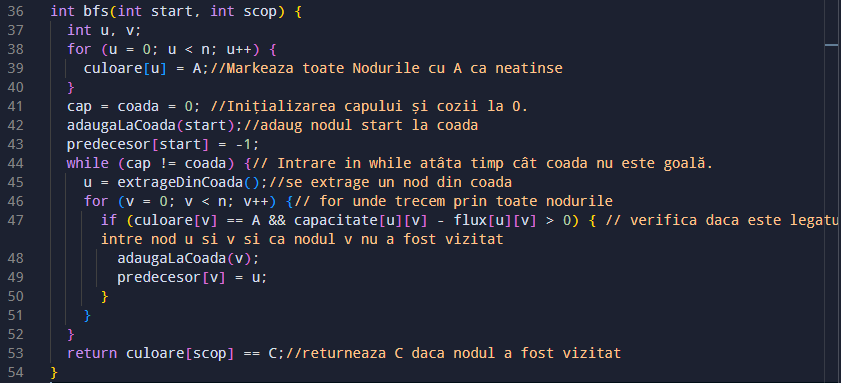 36 int bfs(int start, int scop) {
37 int u, v;
38 for (u = 0; u < n; u++) {
39 culoare[u] = A;//Markeaza toate Nodurile cu A ca neatinse
40 }
41 cap = coada = 0; //Inițializarea capului și cozii la 0.
42 adaugaLaCoada(start);//adaug nodul start la coada
43 predecesor[start] = -1;
44 while (cap != coada) {// Intrare in while atâta timp cât coada nu este goală.
45 u = extrageDinCoada();//se extrage un nod din coada
46 for (v = 0; v < n; v++) {// for unde trecem prin toate nodurile
47 if (culoare[v] == A && capacitate[u][v] - flux[u][v] > 0) { // verifica daca este legatu
intre nod u si v si ca nodul v nu a fost vizitat
48 adaugaLaCoada(v);
49 predecesor[v] = u;
50 }
51 }
52 }
53 return culoare[scop] == C;//returneaza C daca nodul a fost vizitat
54 }